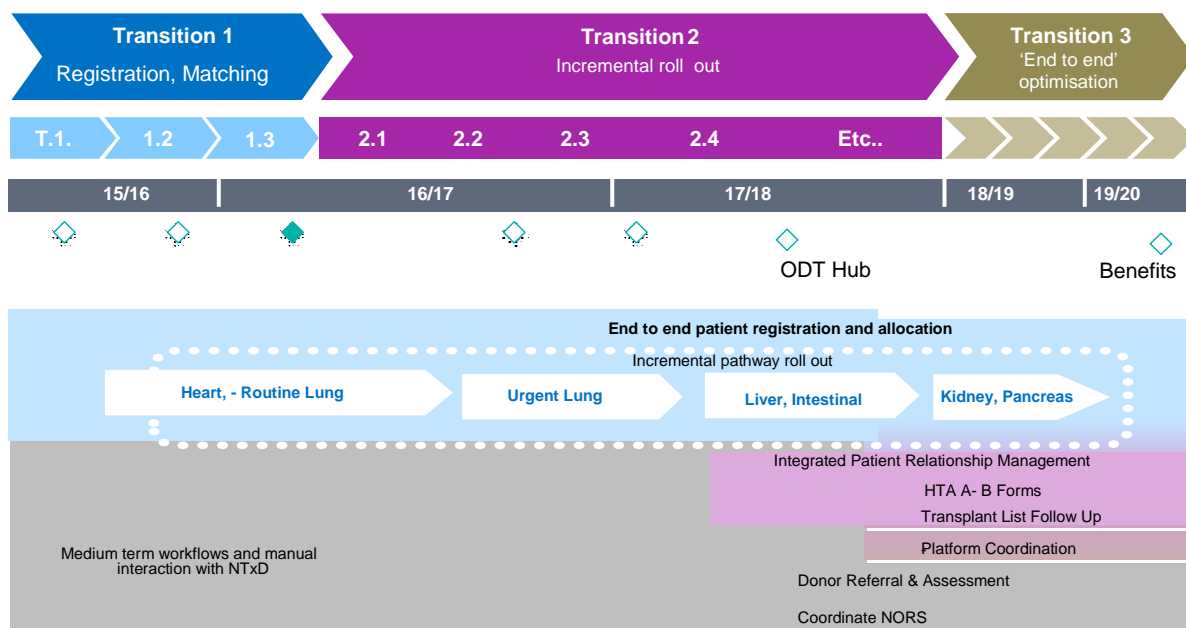 Transition 1
Registration, Matching
Transition 2
Incremental roll out
Transition 3
‘End to end’
optimisation
T.1.
1.2
1.3
2.1
2.2
2.3
2.4
Etc..
15/16
16/17
17/18
18/19
19/20
ODT Hub
Benefits
End to end patient registration and allocation
Incremental pathway roll out
Heart, - Routine Lung
Urgent Lung
Liver, Intestinal
Kidney, Pancreas
Integrated Patient Relationship Management
HTA A- B Forms
Transplant List Follow Up
Platform Coordination
Medium term workflows and manual
interaction with NTxD
Donor Referral & Assessment
Coordinate NORS